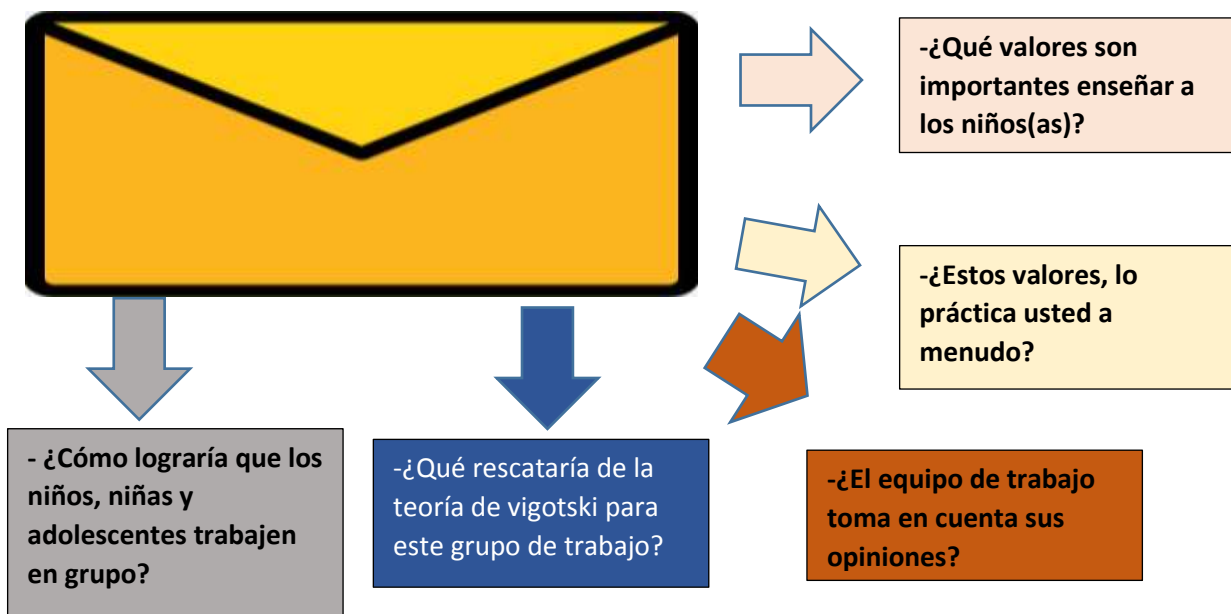 -¿Qué valores son
importantes enseñar a
los niños(as)?
-¿Estos valores, lo
práctica usted a
menudo?
- ¿Cómo lograría que los
niños, niñas y
adolescentes trabajen
en grupo?
-¿Qué rescataría de la
teoría de vigotski para
este grupo de trabajo?
-¿El equipo de trabajo
toma en cuenta sus
opiniones?